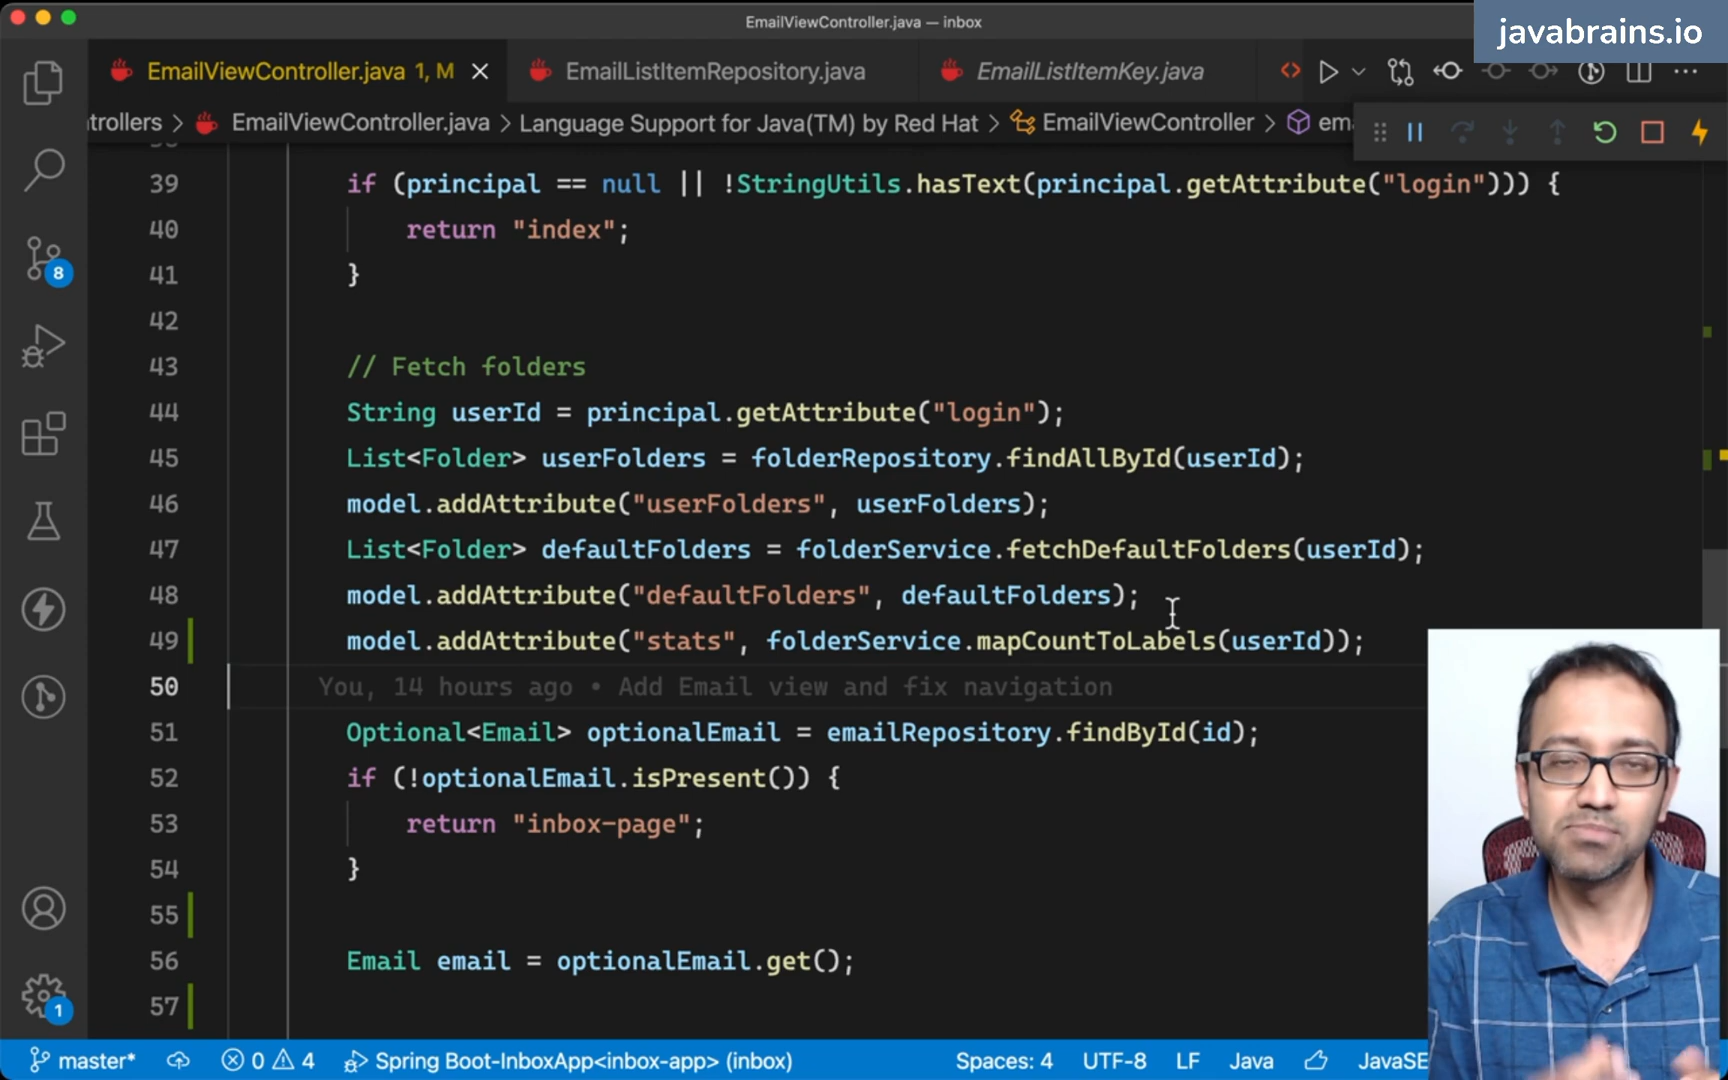 EmailViewController.java — inbox
javabrains.io
EmailViewController.java 1, M
EmailListItemRepository.java
EmailListItemKey.java
trollers > EmailViewController.java > Language Support for Java(TM) by Red Hat > EmailViewController > em
39 if (principal == null || !StringUtils.hasText(principal.getAttribute("login"))) {
40 return "index";
41 }
42
43 // Fetch folders
44 String userId = principal.getAttribute("login");
45 List<Folder> userFolders = folderRepository.findAllById(userId);
46 model.addAttribute("userFolders", userFolders);
47 List<Folder> defaultFolders = folderService.fetchDefaultFolders(userId);
48 model.addAttribute("defaultFolders", defaultFolders);
49 model.addAttribute("stats", folderService.mapCountToLabels(userId));
50 You, 14 hours ago • Add Email view and fix navigation
51 Optional<Email> optionalEmail = emailRepository.findById(id);
52 if (!optionalEmail.isPresent()) {
53 return "inbox-page";
54 }
55
56 Email email = optionalEmail.get();
57
8
1
master* 0 4 Spring Boot-InboxApp<inbox-app> (inbox) Spaces: 4 UTF-8 LF Java JavaSE